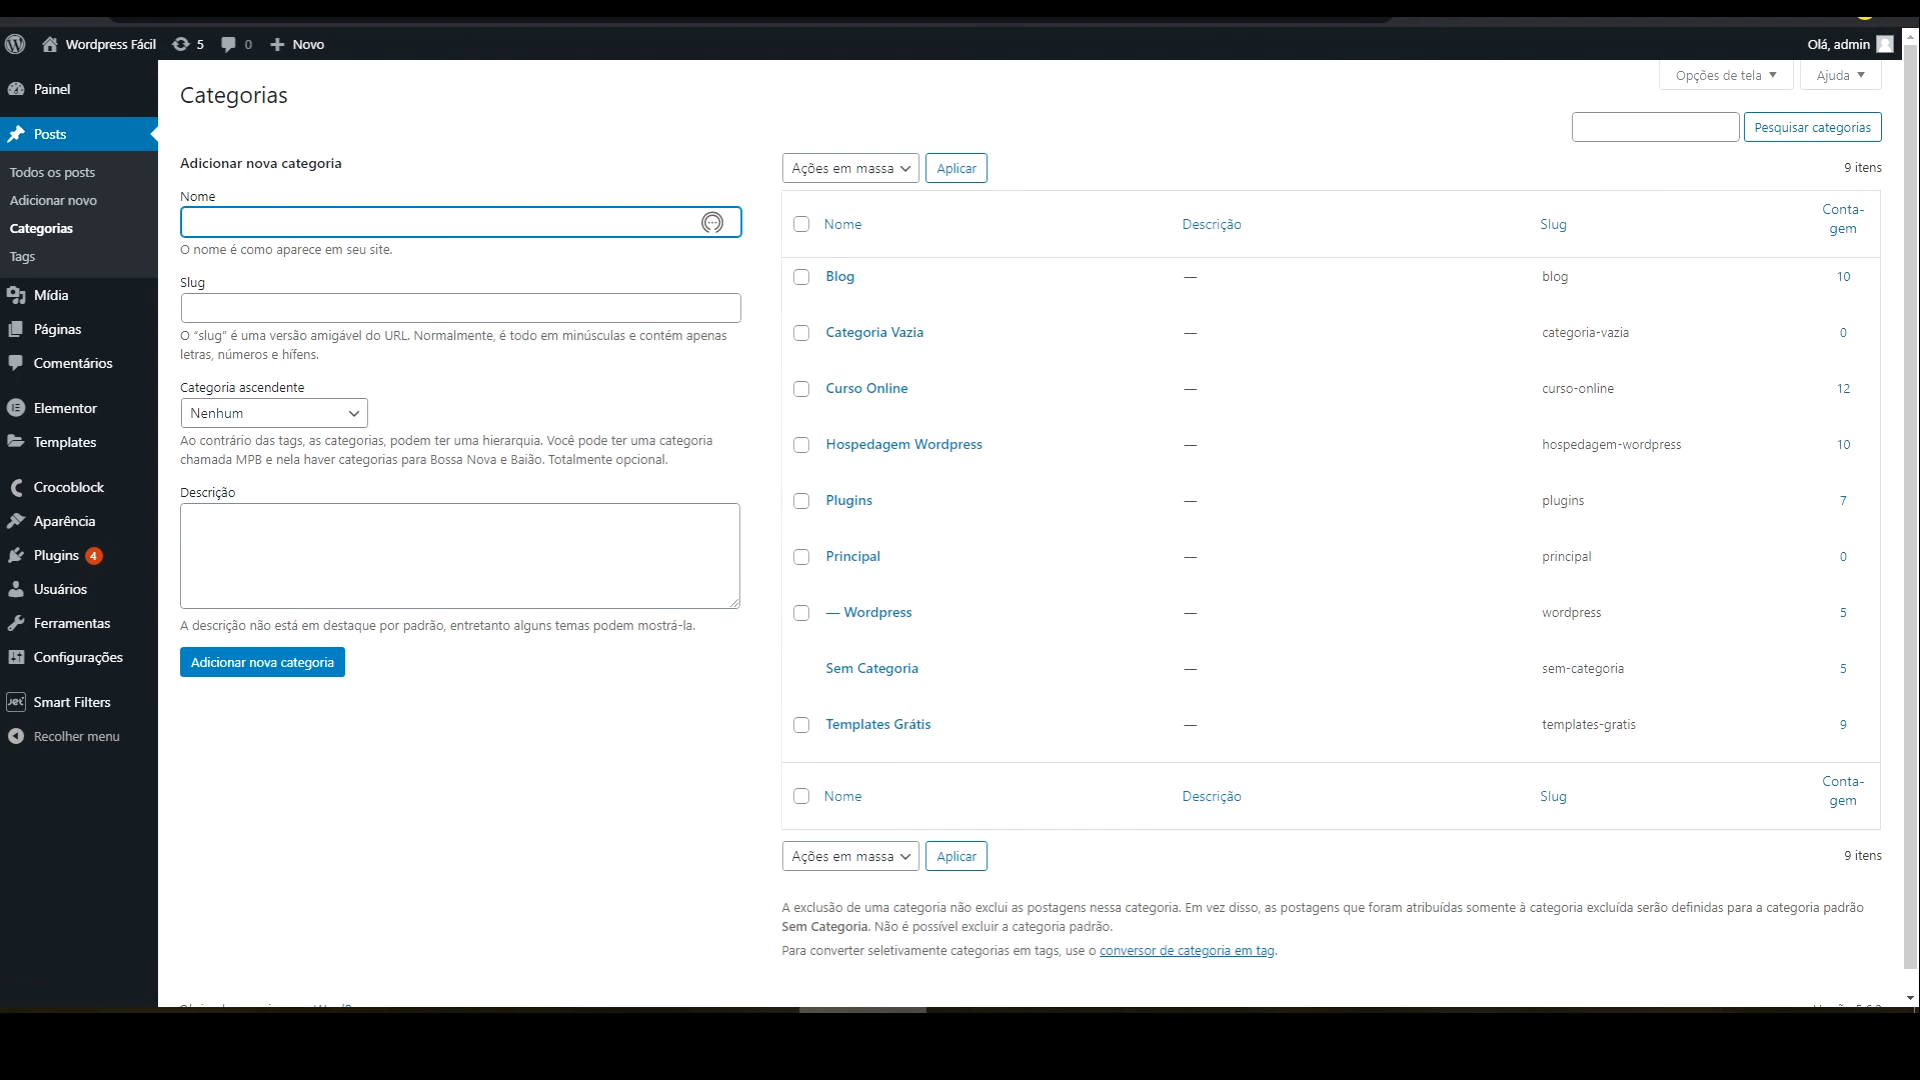 Wordpress Fácil
5
0
Novo
Olá, admin
Painel
Posts
Todos os posts
Adicionar novo
Categorias
Tags
Mídia
Páginas
Comentários
Elementor
Templates
Crocoblock
Aparência
Plugins 4
Usuários
Ferramentas
Configurações
Jet Smart Filters
Recolher menu
Opções de tela
Ajuda
Categorias
Pesquisar categorias
Adicionar nova categoria
Nome
O nome é como aparece em seu site.
Slug
O “slug” é uma versão amigável do URL. Normalmente, é todo em minúsculas e contém apenas
letras, números e hífens.
Categoria ascendente
Nenhum
Ao contrário das tags, as categorias, podem ter uma hierarquia. Você pode ter uma categoria
chamada MPB e nela haver categorias para Bossa Nova e Baião. Totalmente opcional.
Descrição
A descrição não está em destaque por padrão, entretanto alguns temas podem mostrá-la.
Adicionar nova categoria
Ações em massa Aplicar 9 itens
Nome Descrição Slug Conta-
gem
Blog — blog 10
Categoria Vazia — categoria-vazia 0
Curso Online — curso-online 12
Hospedagem Wordpress — hospedagem-wordpress 10
Plugins — plugins 7
Principal — principal 0
— Wordpress — wordpress 5
Sem Categoria — sem-categoria 5
Templates Grátis — templates-gratis 9
Nome Descrição Slug Conta-
gem
Ações em massa Aplicar 9 itens
A exclusão de uma categoria não exclui as postagens nessa categoria. Em vez disso, as postagens que foram atribuídas somente à categoria excluída serão definidas para a categoria padrão
Sem Categoria. Não é possível excluir a categoria padrão.
Para converter seletivamente categorias em tags, use o conversor de categoria em tag.